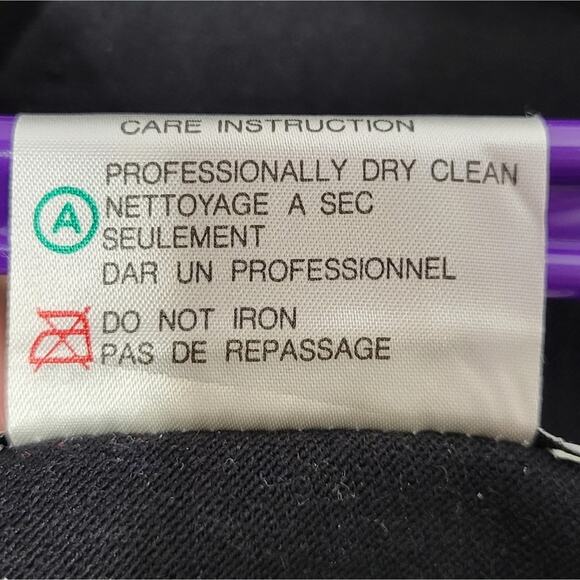 CARE INSTRUCTION
PROFESSIONALLY DRY CLEAN
A NETTOYAGE A SEC
SEULEMENT
DAR UN PROFESSIONNEL
DO NOT IRON
PAS DE REPASSAGE